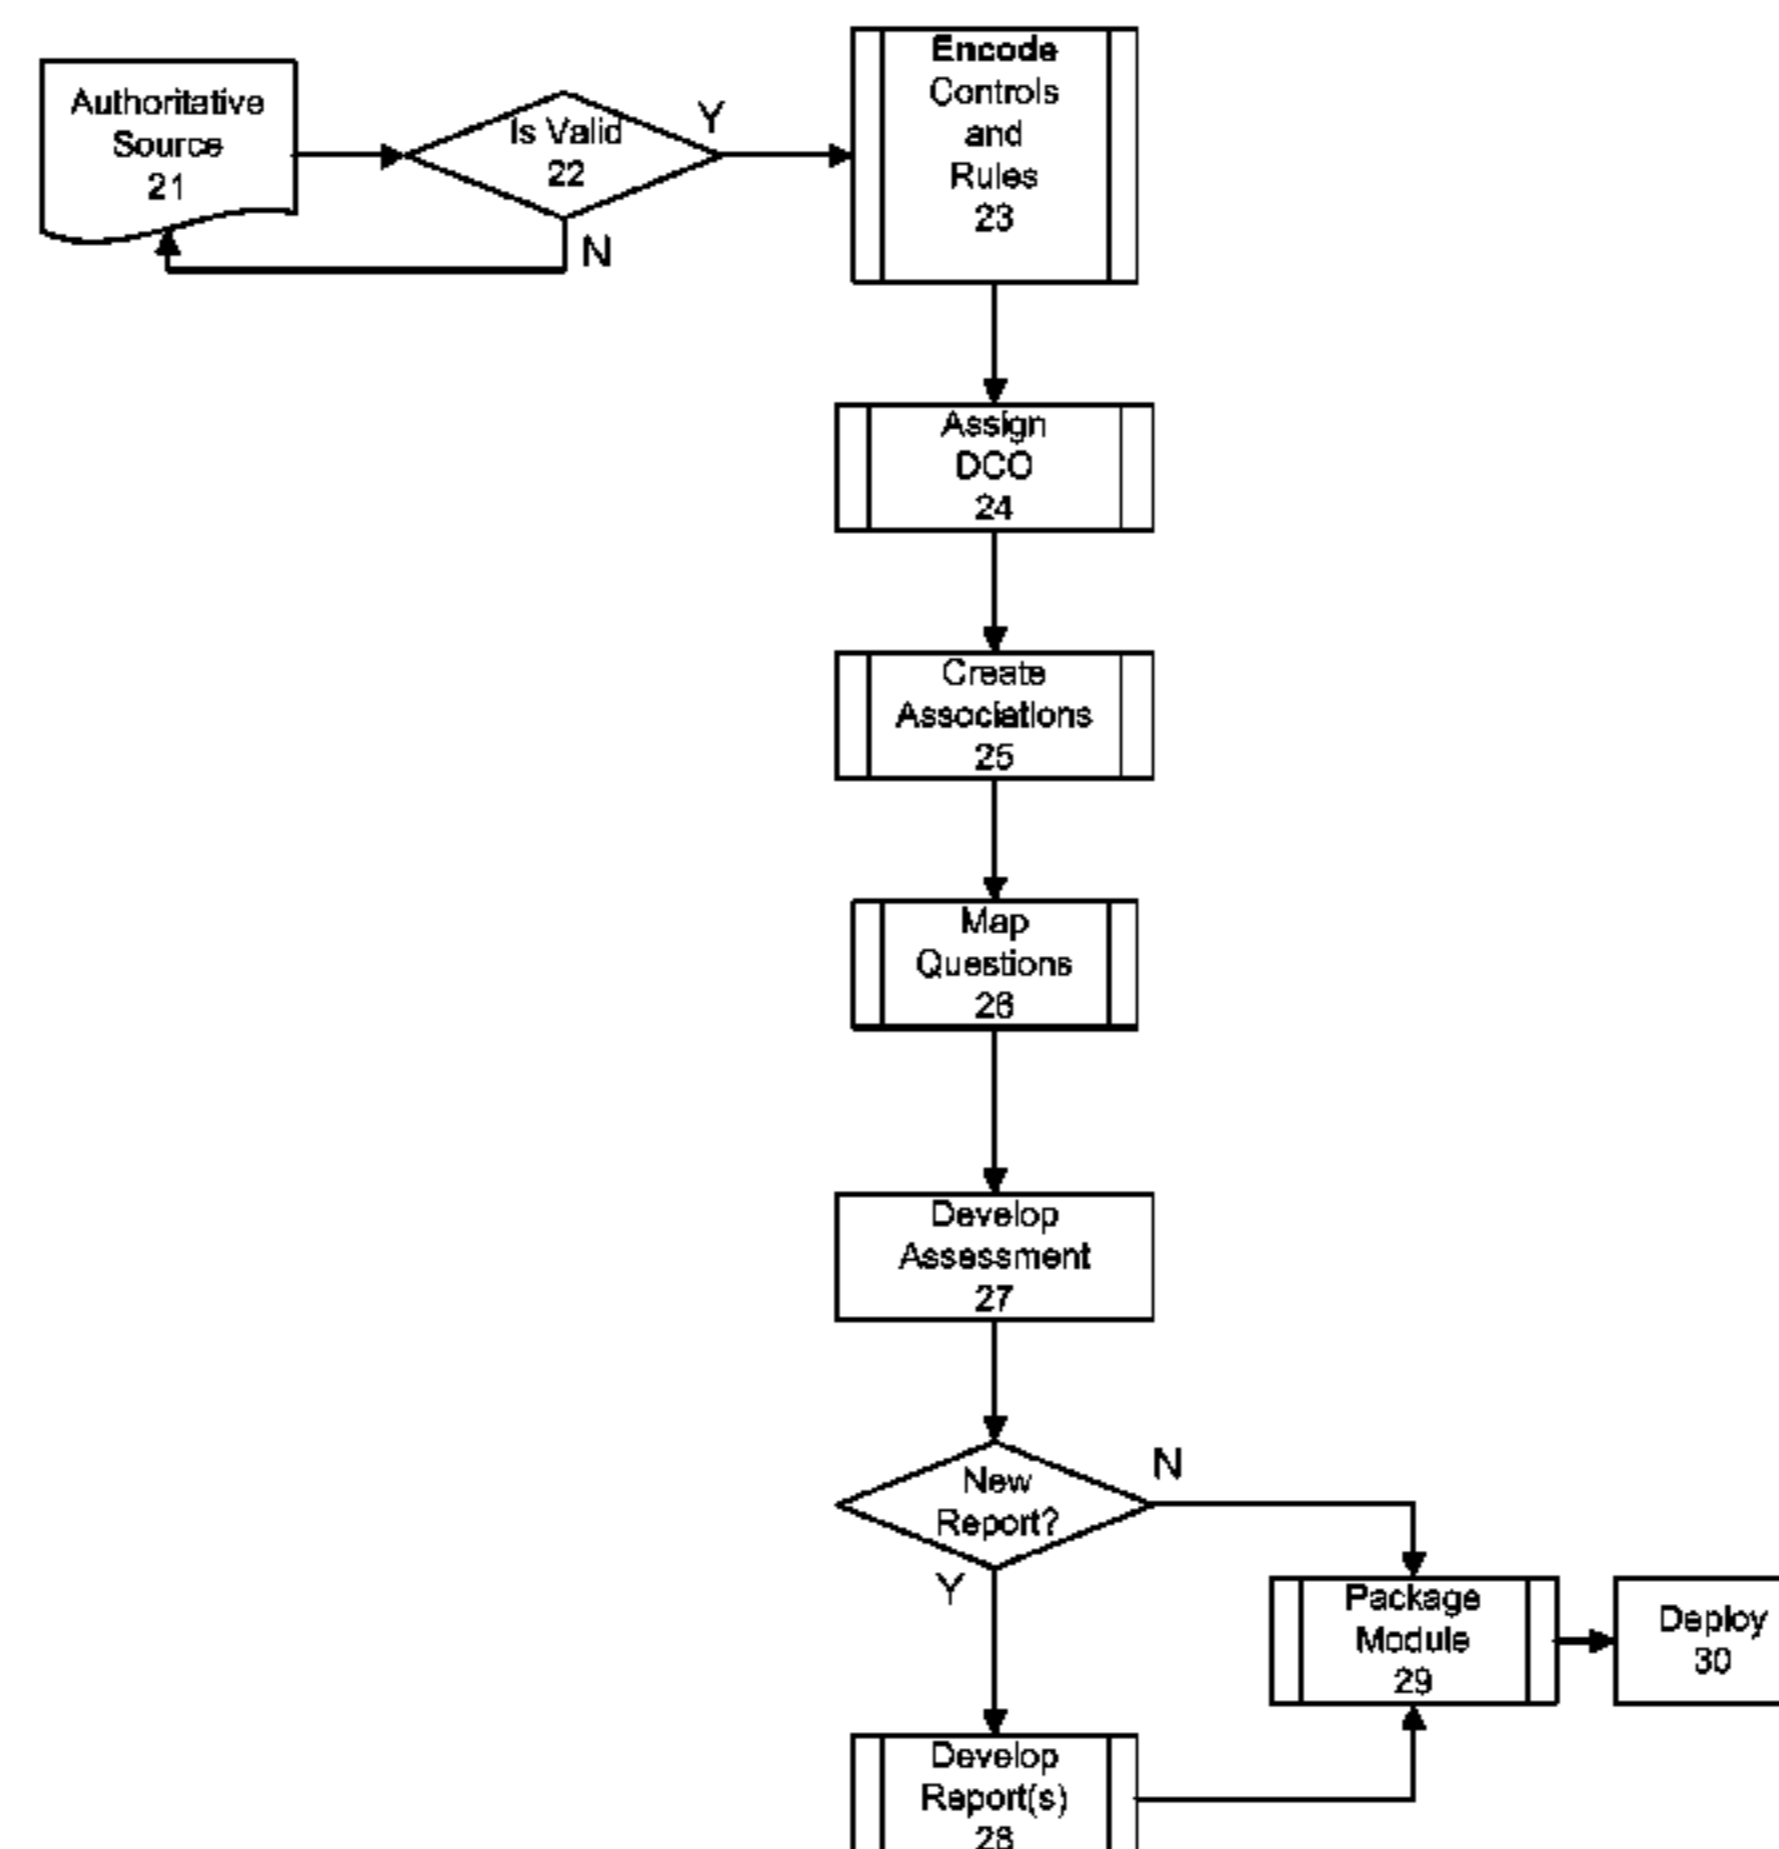 Authoritative
Source
21
Is Valid
22
Y
N
Encode
Controls
and
Rules
23
Assign
DCO
24
Create
Associations
25
Map
Questions
26
Develop
Assessment
27
New
Report?
N
Y
Package
Module
29
Deploy
30
Develop
Report(s)
28